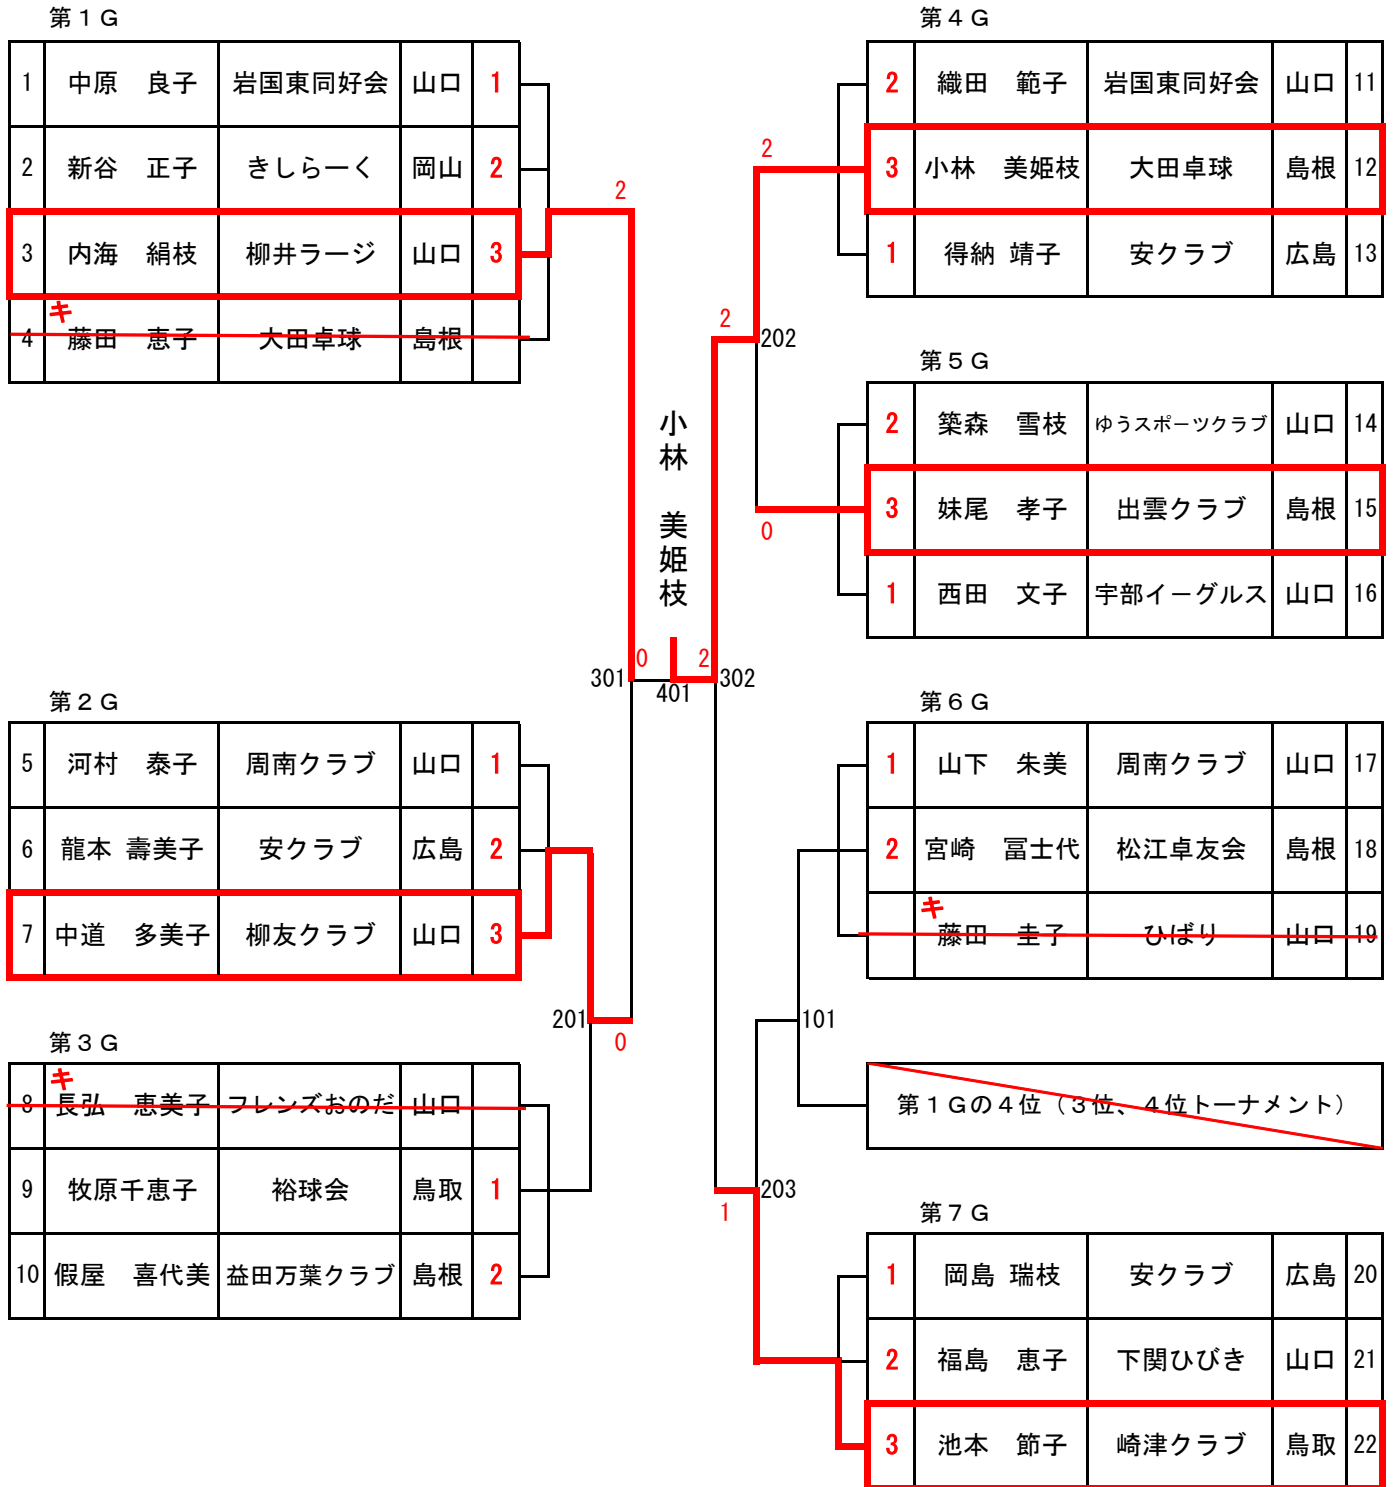 第１Ｇ
1 中原　良子 岩国東同好会 山口 1
2 新谷　正子 きしらーく 岡山 2
3 内海　絹枝 柳井ラージ 山口 3
キ
4 藤田　恵子 大田卓球 島根
第２Ｇ
5 河村　泰子 周南クラブ 山口 1
6 龍本 壽美子 安クラブ 広島 2
7 中道　多美子 柳友クラブ 山口 3
第３Ｇ
キ
8 長弘　恵美子 フレンズおのだ 山口
9 牧原千恵子 裕球会 鳥取 1
10 假屋　喜代美 益田万葉クラブ 島根 2
2
201
0
301
0
小林　美姫枝
401
2
302
2
2
202
0
101
203
1
第４Ｇ
2 織田　範子 岩国東同好会 山口 11
3 小林　美姫枝 大田卓球 島根 12
1 得納 靖子 安クラブ 広島 13
第５Ｇ
2 築森　雪枝 ゆうスポーツクラブ 山口 14
3 妹尾　孝子 出雲クラブ 島根 15
1 西田　文子 宇部イーグルス 山口 16
第６Ｇ
1 山下　朱美 周南クラブ 山口 17
2 宮崎　冨士代 松江卓友会 島根 18
キ
藤田　圭子 ひばり 山口 19
第１Ｇの４位（３位、４位トーナメント）
第７Ｇ
1 岡島 瑞枝 安クラブ 広島 20
2 福島　恵子 下関ひびき 山口 21
3 池本　節子 崎津クラブ 鳥取 22